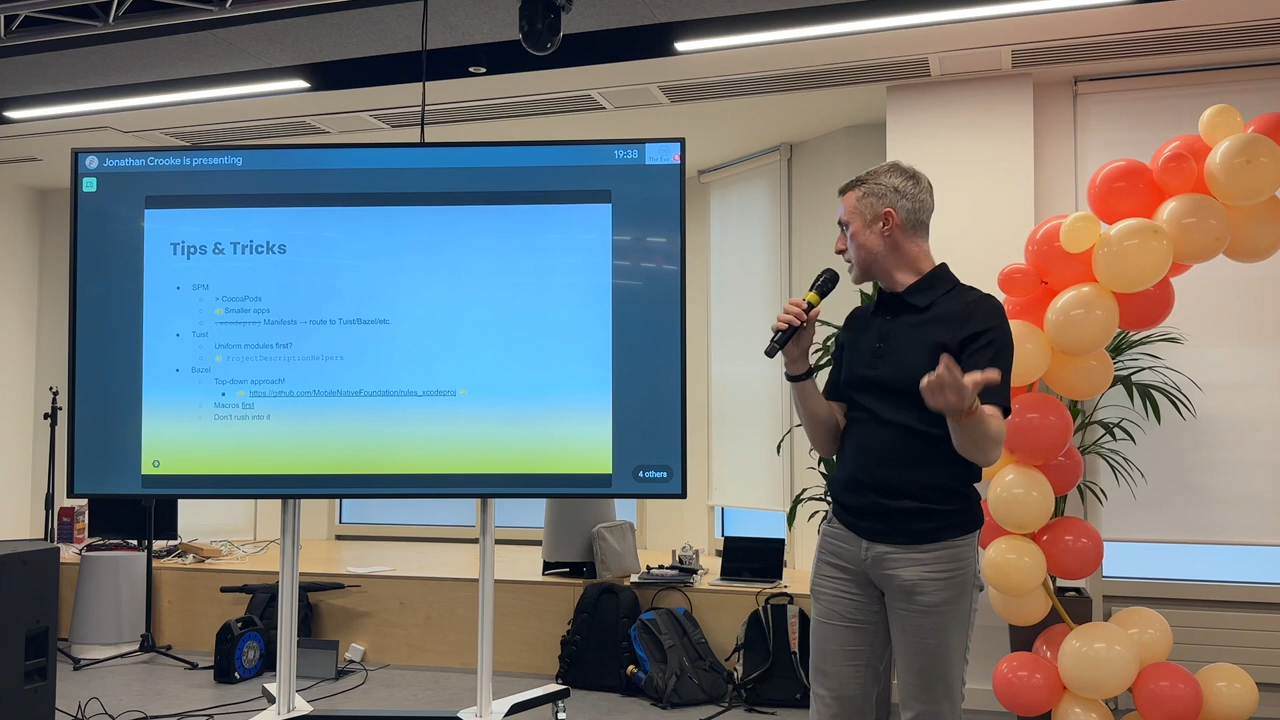 Jonathan Crooke is presenting
19:38
Tips & Tricks
SPM
> CocoaPods
Smaller apps
.xcodeproj Manifests → route to Tuist/Bazel/etc.
Tuist
Uniform modules first?
ProjectDescriptionHelpers
Bazel
Top-down approach!
https://github.com/MobileNativeFoundation/rules_xcodeproj
Macros first
Don't rush into it
4 others